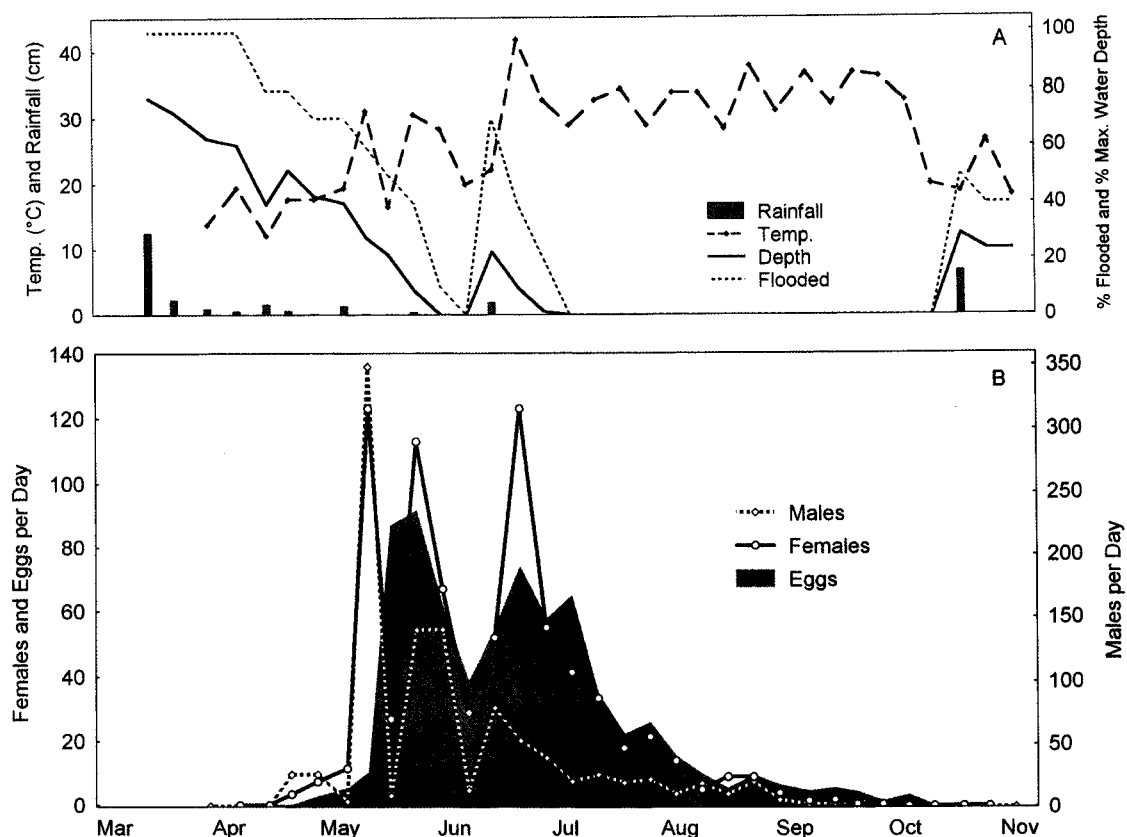 A
Temp. (°C) and Rainfall (cm)
40
30
20
10
0
% Flooded and % Max. Water Depth
100
80
60
40
20
0
Rainfall
Temp.
Depth
Flooded
B
Females and Eggs per Day
140
120
100
80
60
40
20
0
Males per Day
350
300
250
200
150
100
50
0
Males
Females
Eggs
Mar Apr May Jun Jul Aug Sep Oct Nov